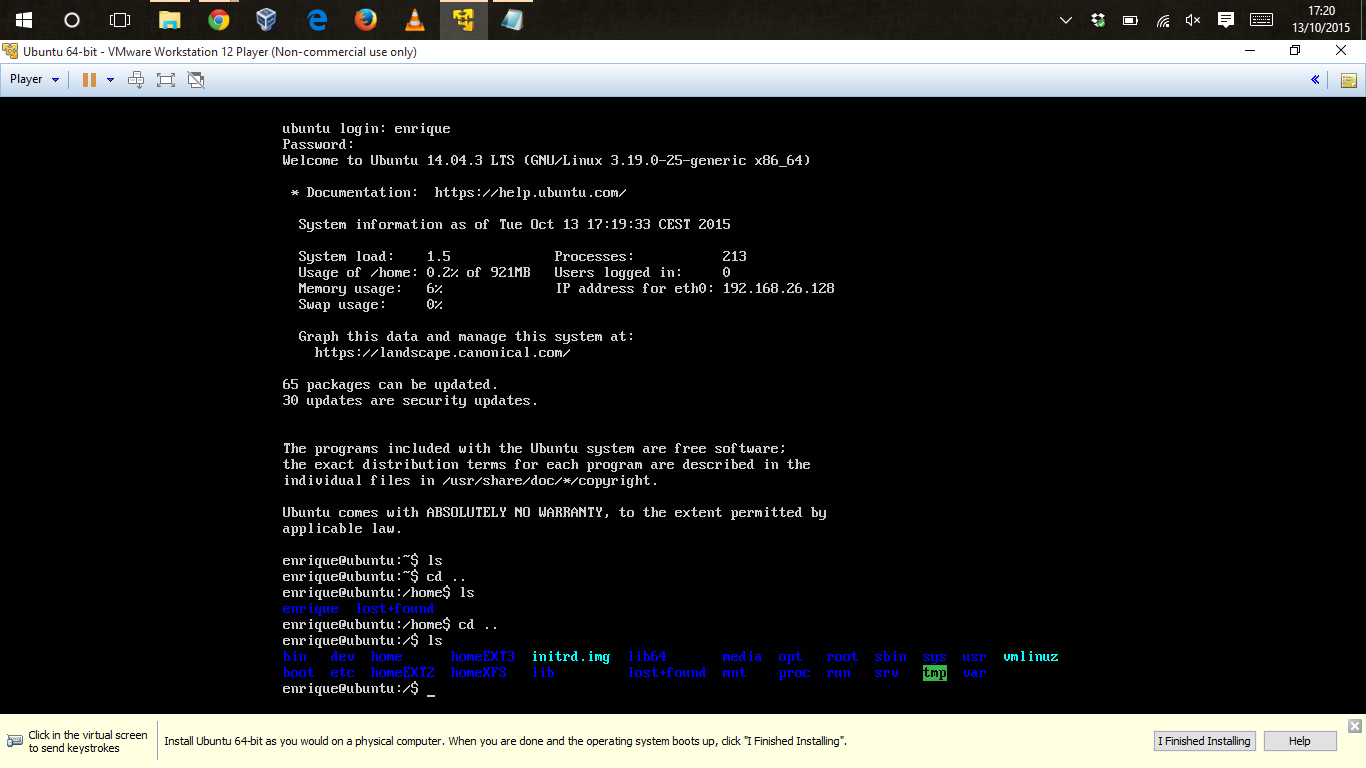 17:20
13/10/2015
Ubuntu 64-bit - VMware Workstation 12 Player (Non-commercial use only)
Player
ubuntu login: enrique
Password:
Welcome to Ubuntu 14.04.3 LTS (GNU/Linux 3.19.0-25-generic x86_64)
* Documentation:  https://help.ubuntu.com/
System information as of Tue Oct 13 17:19:33 CEST 2015
System load:    1.5             Processes:           213
Usage of /home: 0.2% of 921MB   Users logged in:     0
Memory usage:   6%              IP address for eth0: 192.168.26.128
Swap usage:     0%
Graph this data and manage this system at:
https://landscape.canonical.com/
65 packages can be updated.
30 updates are security updates.
The programs included with the Ubuntu system are free software;
the exact distribution terms for each program are described in the
individual files in /usr/share/doc/*/copyright.
Ubuntu comes with ABSOLUTELY NO WARRANTY, to the extent permitted by
applicable law.
enrique@ubuntu:~$ ls
enrique@ubuntu:~$ cd ..
enrique@ubuntu:/home$ ls
enrique  lost+found
enrique@ubuntu:/home$ cd ..
enrique@ubuntu:/$ ls
bin   dev  home      homeEXT3  initrd.img  lib64       media  opt   root  sbin  sys  usr  vmlinuz
boot  etc  homeEXT2  homeXFS   lib         lost+found  mnt    proc  run   srv   tmp  var
enrique@ubuntu:/$ _
Click in the virtual screen
to send keystrokes
Install Ubuntu 64-bit as you would on a physical computer. When you are done and the operating system boots up, click "I Finished Installing".
I Finished Installing
Help